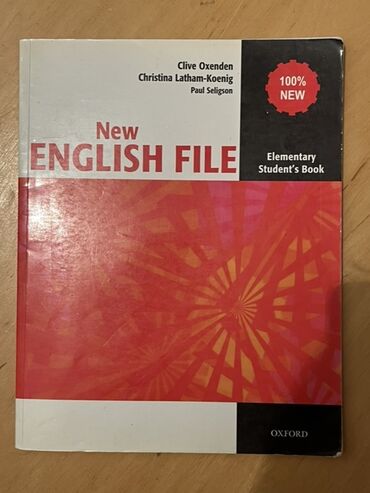 Clive Oxenden
Christina Latham-Koenig
Paul Seligson
100%
NEW
New
ENGLISH FILE
Elementary
Student's Book
OXFORD